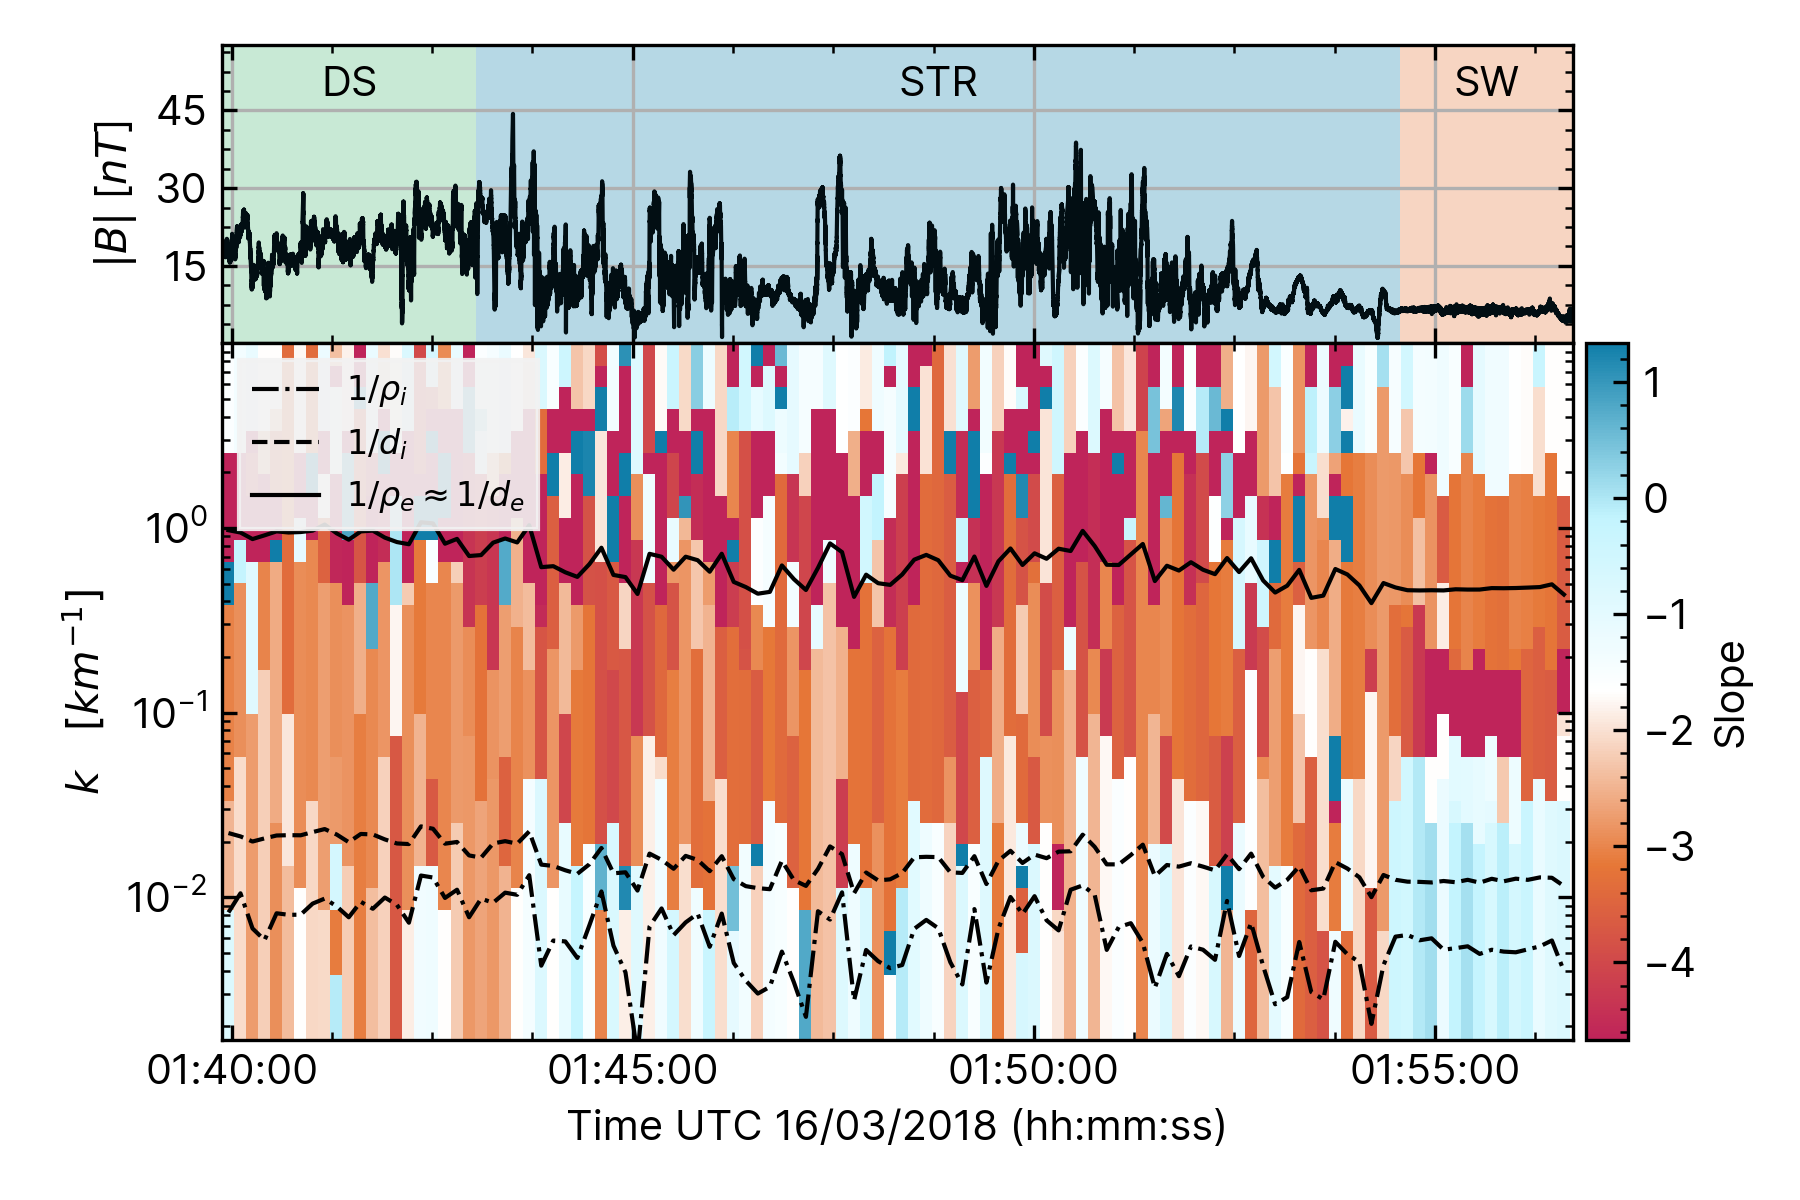 DS STR SW
45
30
15
|B| [nT]
1/ρᵢ
1/dᵢ
1/ρₑ ≈ 1/dₑ
10⁰
10⁻¹
10⁻²
k [km⁻¹]
1
0
−1
−2
−3
−4
Slope
01:40:00 01:45:00 01:50:00 01:55:00
Time UTC 16/03/2018 (hh:mm:ss)